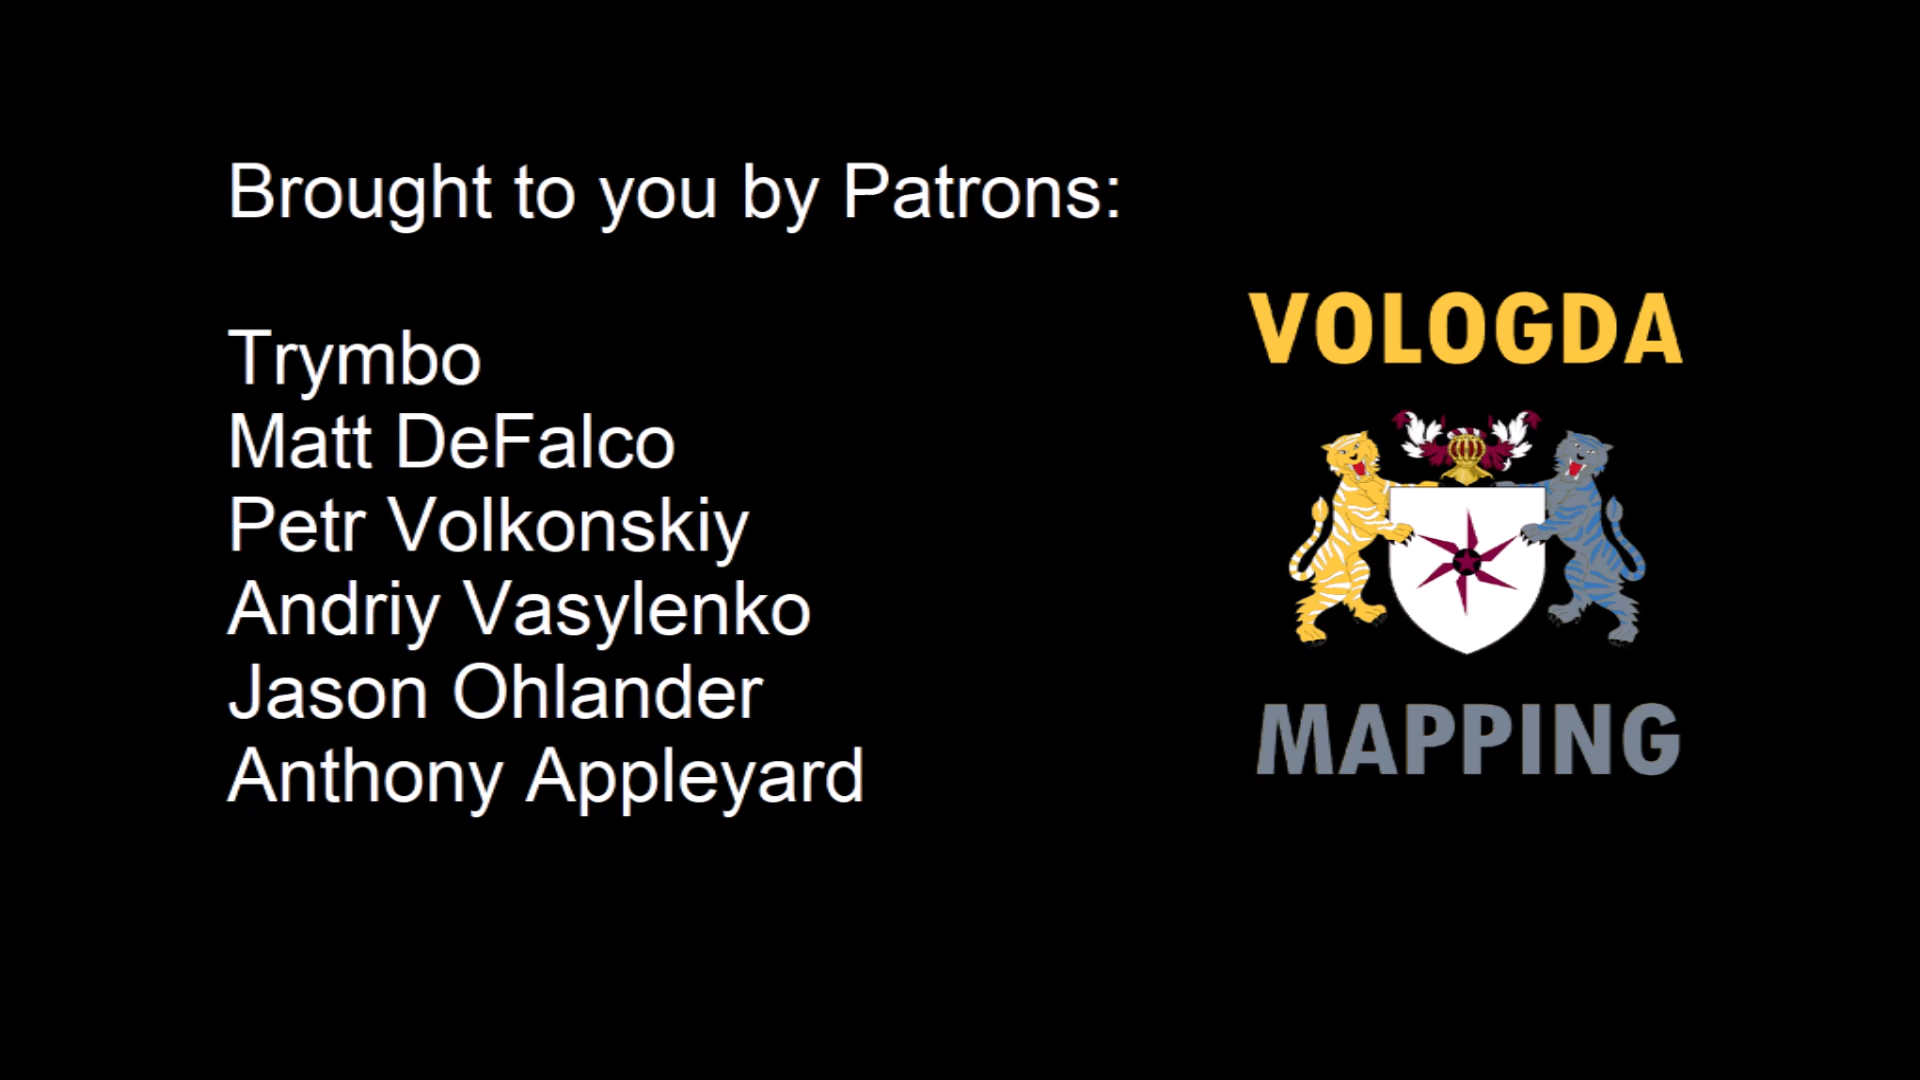 Brought to you by Patrons:
Trymbo
Matt DeFalco
Petr Volkonskiy
Andriy Vasylenko
Jason Ohlander
Anthony Appleyard
VOLOGDA
MAPPING